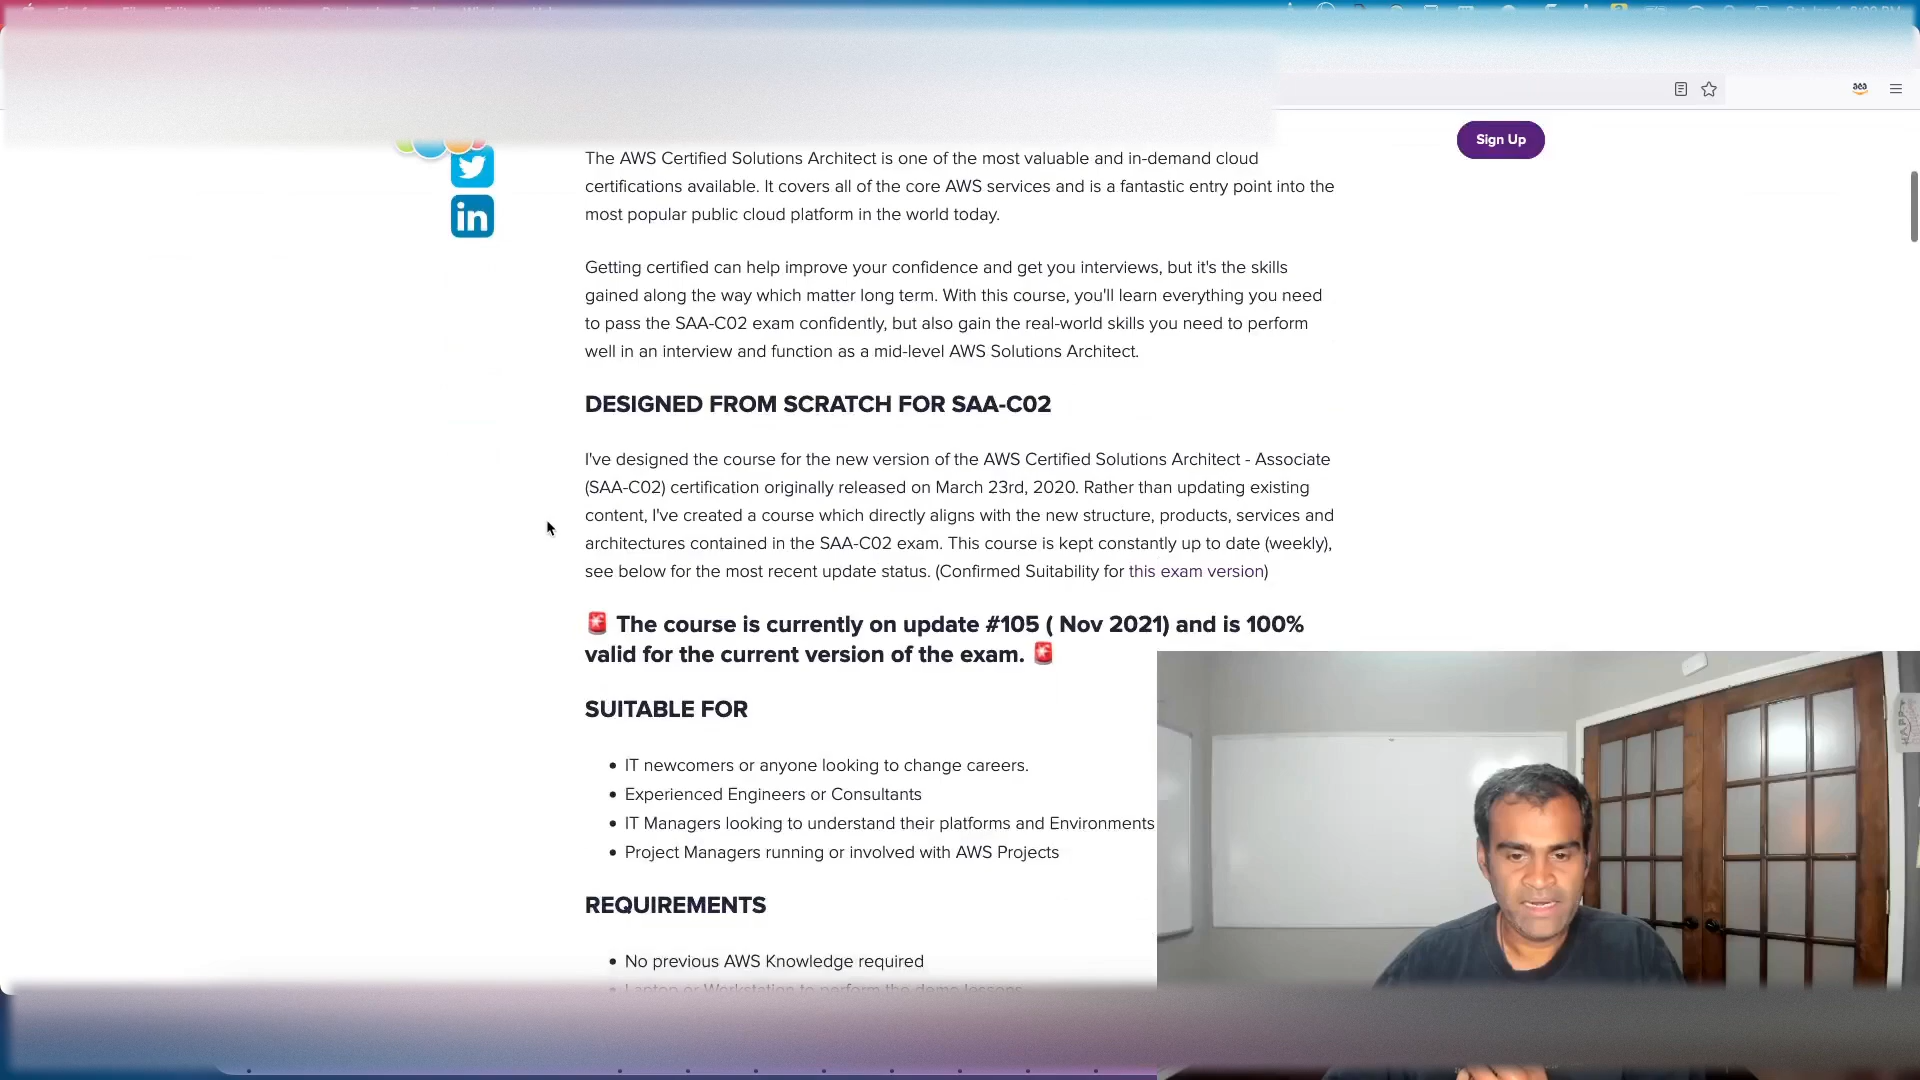 Sign Up
The AWS Certified Solutions Architect is one of the most valuable and in-demand cloud
certifications available. It covers all of the core AWS services and is a fantastic entry point into the
most popular public cloud platform in the world today.
Getting certified can help improve your confidence and get you interviews, but it's the skills
gained along the way which matter long term. With this course, you'll learn everything you need
to pass the SAA-C02 exam confidently, but also gain the real-world skills you need to perform
well in an interview and function as a mid-level AWS Solutions Architect.
DESIGNED FROM SCRATCH FOR SAA-C02
I've designed the course for the new version of the AWS Certified Solutions Architect - Associate
(SAA-C02) certification originally released on March 23rd, 2020. Rather than updating existing
content, I've created a course which directly aligns with the new structure, products, services and
architectures contained in the SAA-C02 exam. This course is kept constantly up to date (weekly),
see below for the most recent update status. (Confirmed Suitability for this exam version)
🚨 The course is currently on update #105 ( Nov 2021) and is 100%
valid for the current version of the exam. 🚨
SUITABLE FOR
• IT newcomers or anyone looking to change careers.
• Experienced Engineers or Consultants
• IT Managers looking to understand their platforms and Environments
• Project Managers running or involved with AWS Projects
REQUIREMENTS
• No previous AWS Knowledge required
• Laptop or Workstation to perform the demo lessons